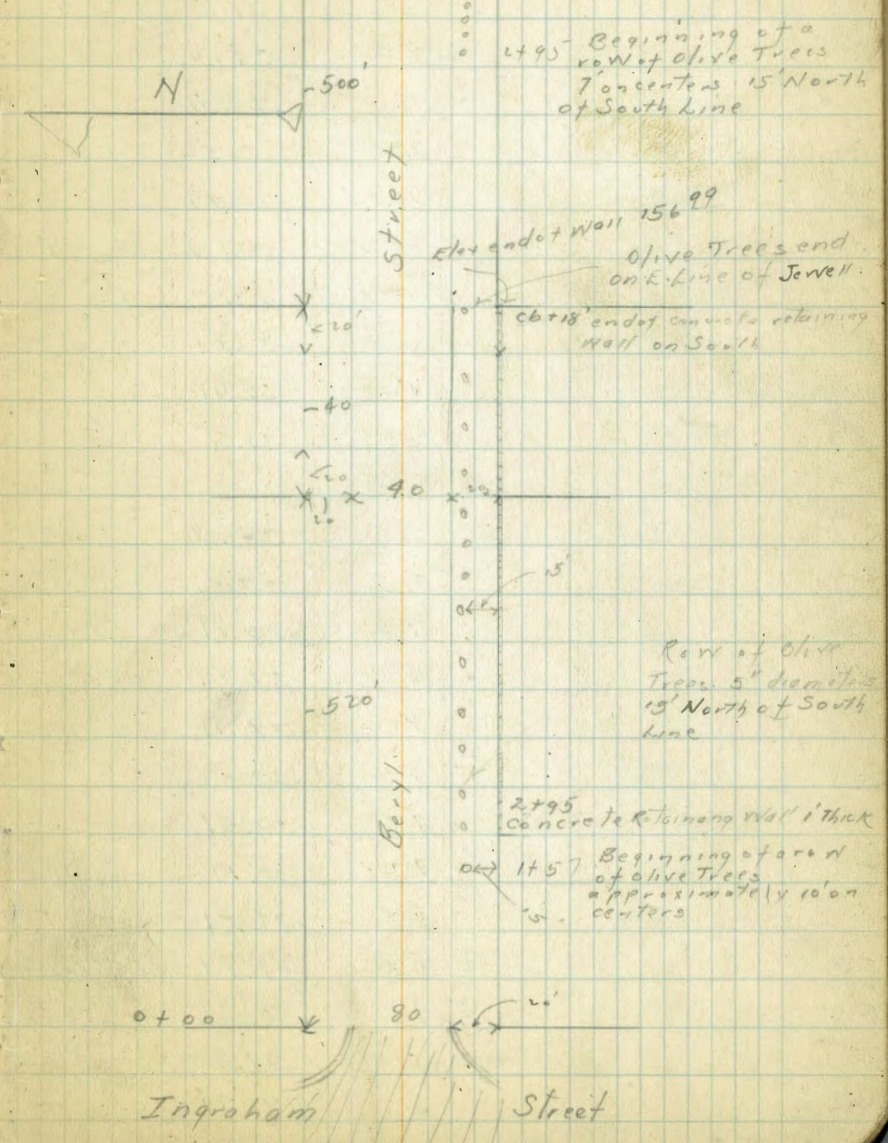 2+95 Beginning of a
row of Olive Trees
7' on centers 15' North
of South Line
N
-500'
Street
Elev end of Wall 156.99
Olive Trees end
on E. Line of Jewell.
20'
cb+18' end of concrete retaining
wall on South
-40
20
40
20
20
15'
Row of Olive
Trees 5" diameters
15' North of South
Line
-520'
Beryl
2+95
Concrete Retaining Wall 1' Thick
1+57 Beginning of a row
of Olive Trees
approximately 10' on
centers
0+00
80
20'
Ingraham Street